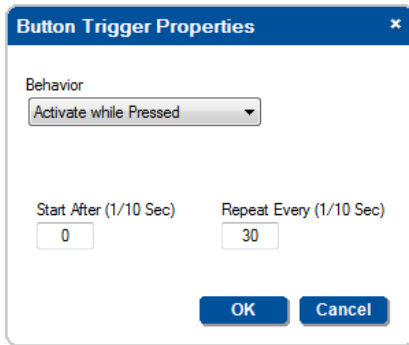 Button Trigger Properties
Behavior
Activate while Pressed
Start After (1/10 Sec) Repeat Every (1/10 Sec)
0 30
OK Cancel